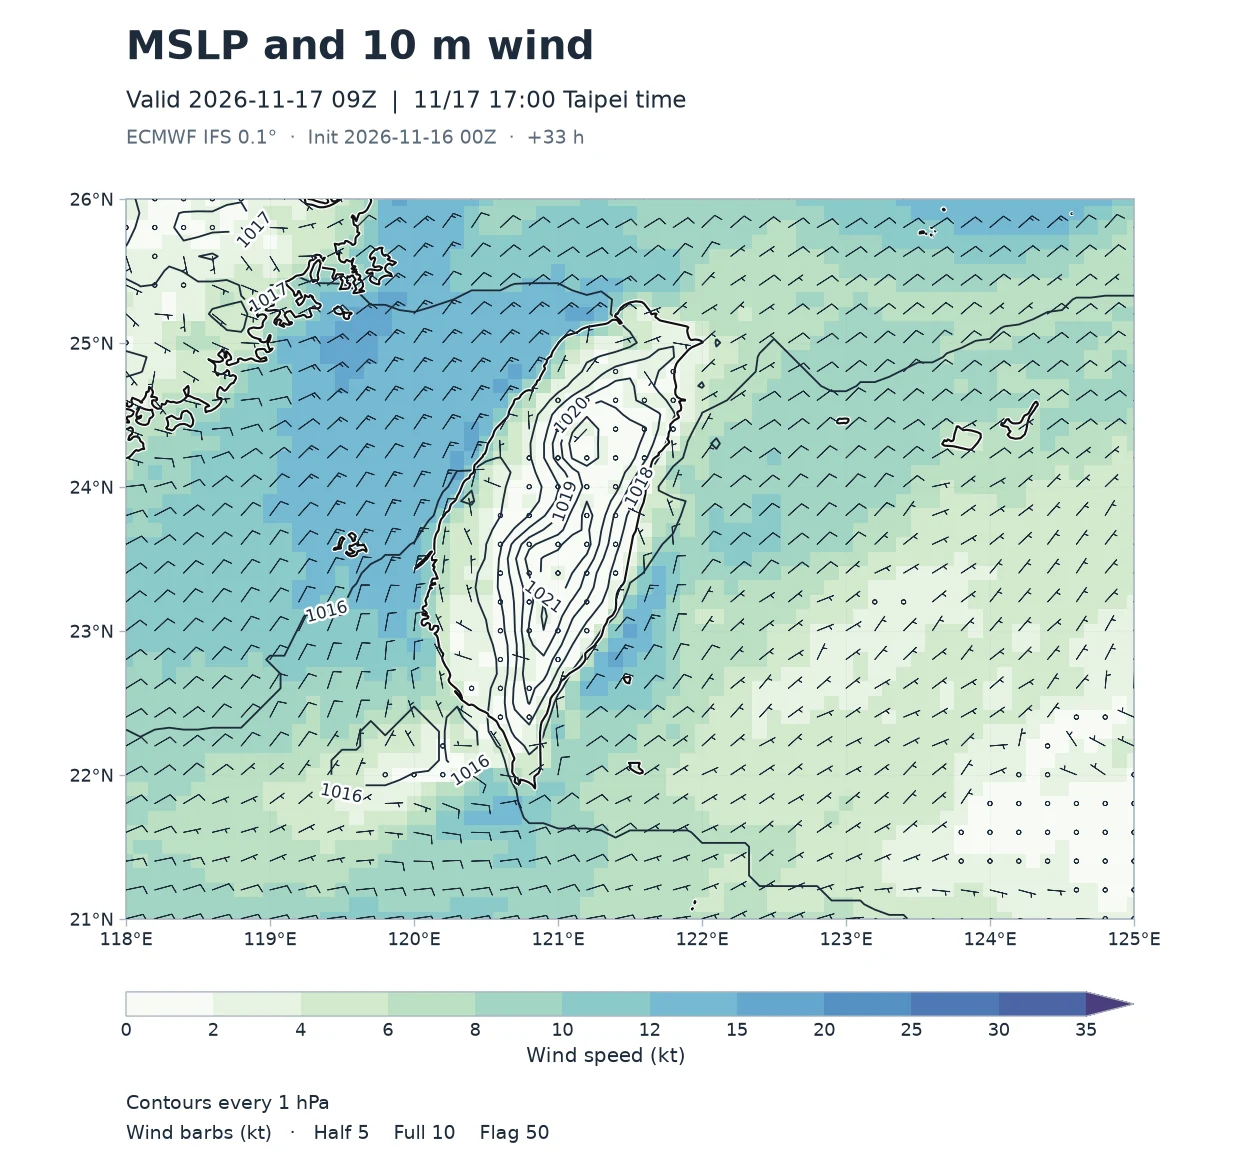 MSLP and 10 m wind
Valid 2026-11-17 09Z | 11/17 17:00 Taipei time
ECMWF IFS 0.1° · Init 2026-11-16 00Z · +33 h
26°N
25°N
24°N
23°N
22°N
21°N
1017
1017
1020
1019
1018
1021
1016
1016
1016
118°E 119°E 120°E 121°E 122°E 123°E 124°E 125°E
0 2 4 6 8 10 12 15 20 25 30 35
Wind speed (kt)
Contours every 1 hPa
Wind barbs (kt) · Half 5 Full 10 Flag 50